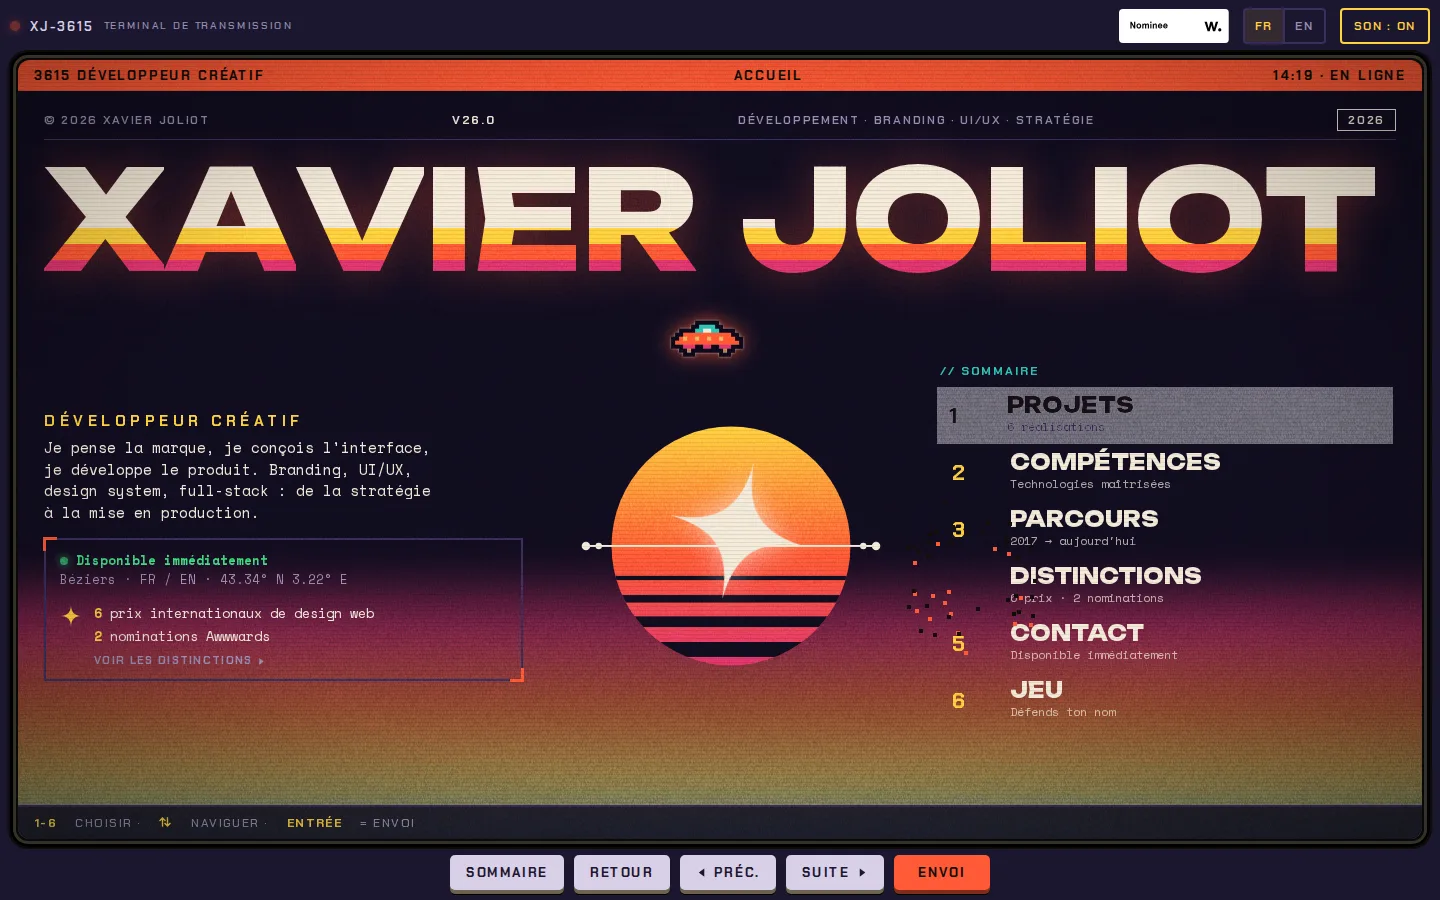 XJ-3615 TERMINAL DE TRANSMISSION
Nominee W.
FR EN
SON : ON
3615 DÉVELOPPEUR CRÉATIF
ACCUEIL
14:19 · EN LIGNE
© 2026 XAVIER JOLIOT
V26.0
DÉVELOPPEMENT · BRANDING · UI/UX · STRATÉGIE
2026
XAVIER JOLIOT
DÉVELOPPEUR CRÉATIF
Je pense la marque, je conçois l'interface,
je développe le produit. Branding, UI/UX,
design system, full-stack : de la stratégie
à la mise en production.
Disponible immédiatement
Béziers · FR / EN · 43.34° N 3.22° E
6 prix internationaux de design web
2 nominations Awwwards
VOIR LES DISTINCTIONS ▸
// SOMMAIRE
1 PROJETS
6 réalisations
2 COMPÉTENCES
Technologies maîtrisées
3 PARCOURS
2017 → aujourd'hui
DISTINCTIONS
6 prix · 2 nominations
5 CONTACT
Disponible immédiatement
6 JEU
Défends ton nom
1-6 CHOISIR · ⇅ NAVIGUER · ENTRÉE = ENVOI
SOMMAIRE
RETOUR
◂ PRÉC.
SUITE ▸
ENVOI